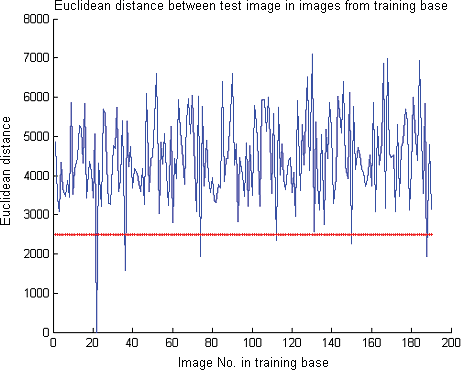 Euclidean distance between test image in images from training base
8000
7000
6000
5000
4000
3000
2000
1000
0
Euclidean distance
0 20 40 60 80 100 120 140 160 180 200
Image No. in training base